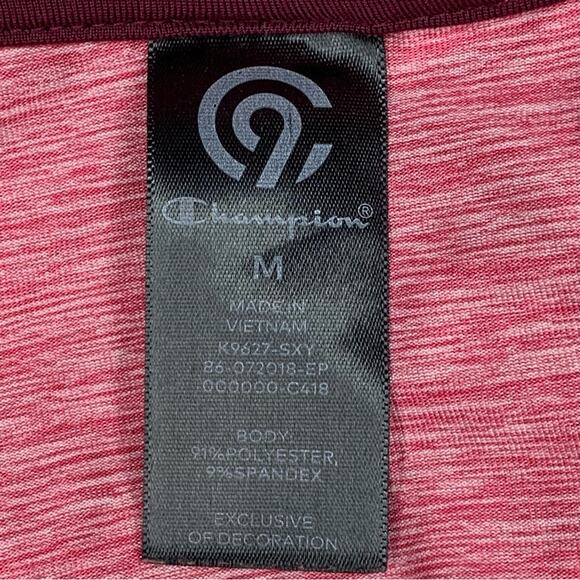 C9
Champion®
M
MADE IN
VIETNAM
K9627-SXY
86-072018-EP
000000-C418
BODY:
91%POLYESTER,
9%SPANDEX
EXCLUSIVE
OF DECORATION